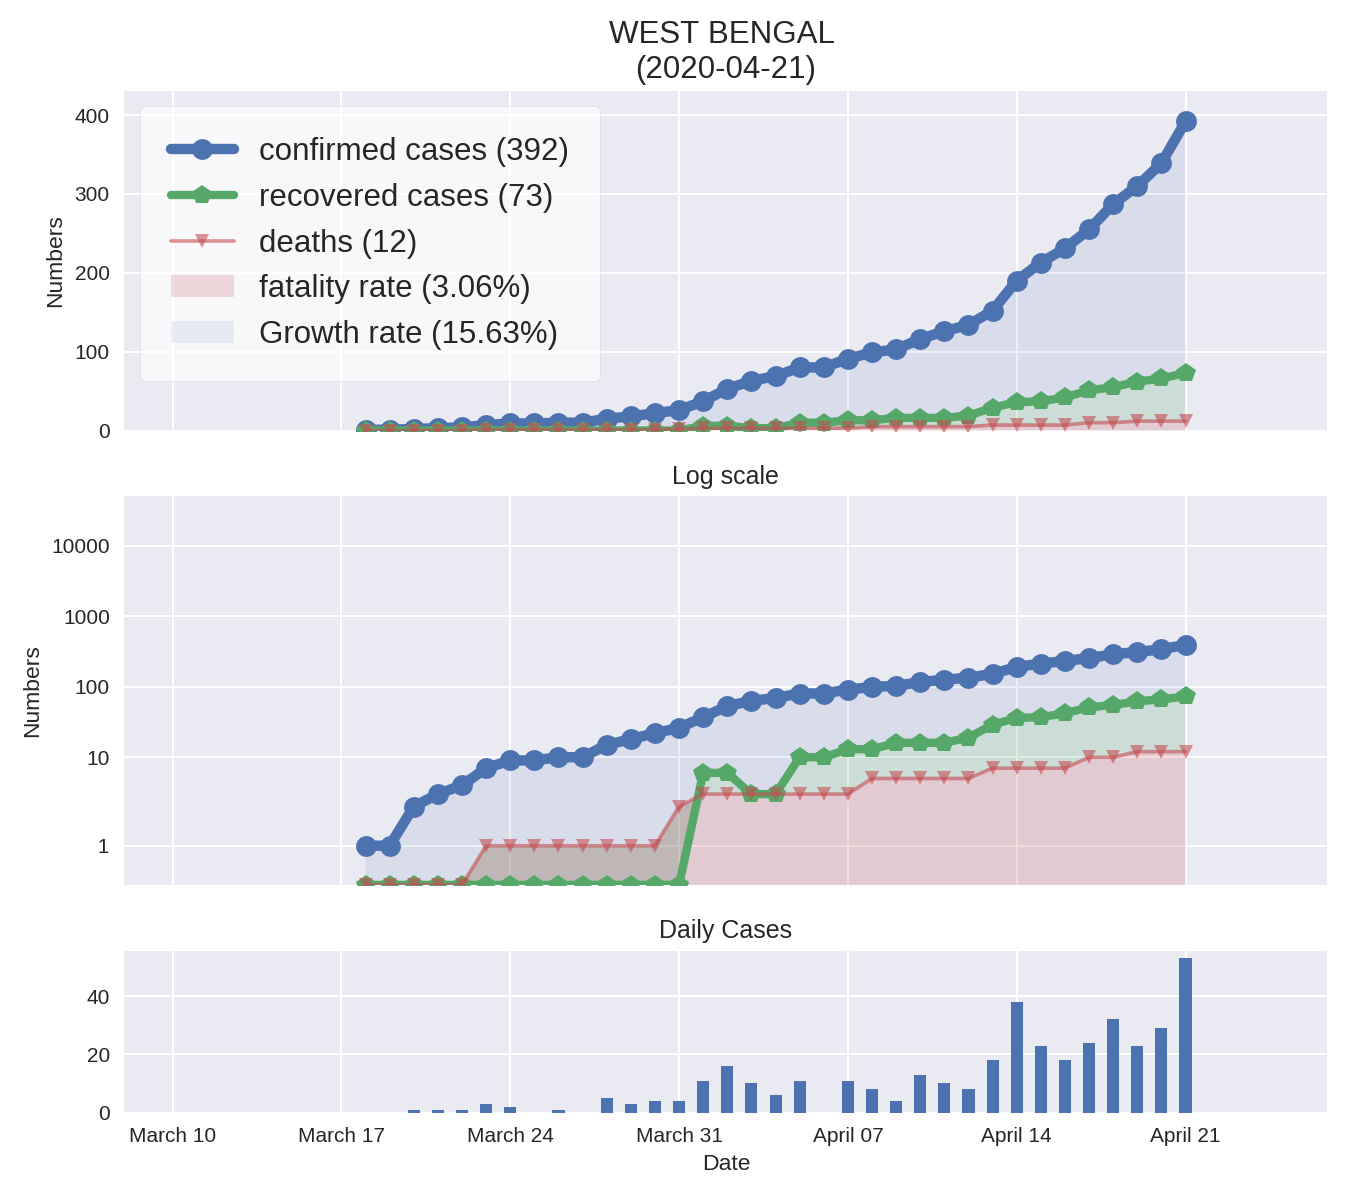 WEST BENGAL
(2020-04-21)
400
300
200
100
0
Numbers
confirmed cases (392)
recovered cases (73)
deaths (12)
fatality rate (3.06%)
Growth rate (15.63%)
Log scale
10000
1000
100
10
1
Numbers
Daily Cases
40
20
0
March 10 March 17 March 24 March 31 April 07 April 14 April 21
Date